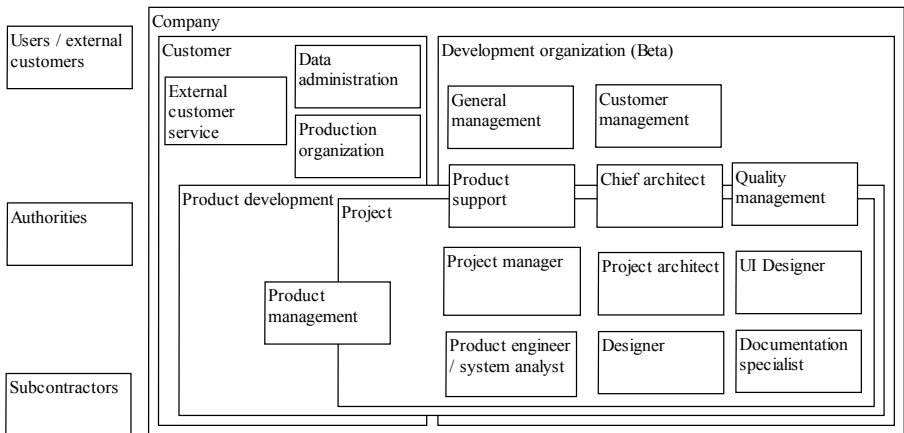 Company
Users / external
customers
Customer
Data
administration
External
customer
service
Production
organization
Development organization (Beta)
General
management
Customer
management
Product development
Project
Product
support
Chief architect
Quality
management
Authorities
Project manager
Project architect
UI Designer
Product
management
Product engineer
/ system analyst
Designer
Documentation
specialist
Subcontractors